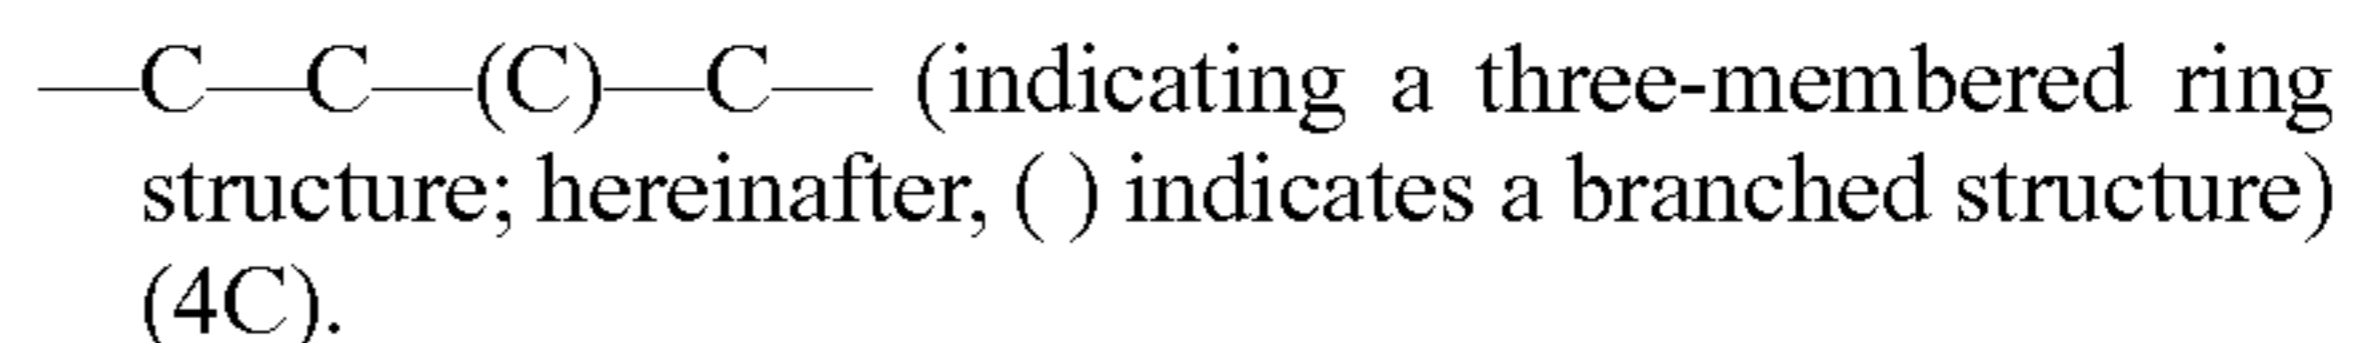 —C—C—(C)—C— (indicating a three-membered ring
structure; hereinafter, ( ) indicates a branched structure)
(4C).